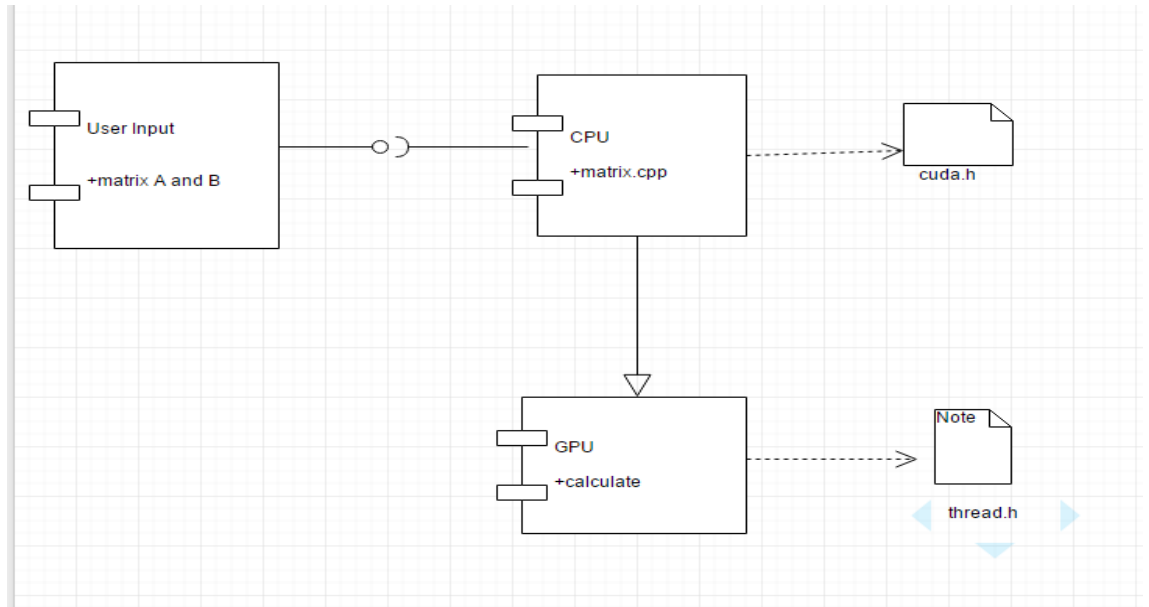 User Input
+matrix A and B
CPU
+matrix.cpp
cuda.h
GPU
+calculate
Note
thread.h